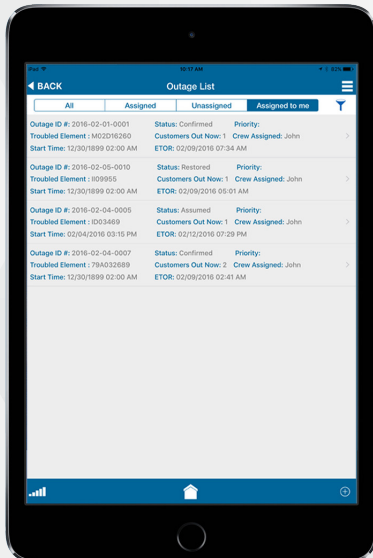 iPad 10:17 AM 82%
BACK Outage List
All Assigned Unassigned Assigned to me
Outage ID #: 2016-02-01-0001 Status: Confirmed Priority:
Troubled Element : M02D16260 Customers Out Now: 1 Crew Assigned: John
Start Time: 12/30/1899 02:00 AM ETOR: 02/09/2016 07:34 AM
Outage ID #: 2016-02-05-0010 Status: Restored Priority:
Troubled Element : II09955 Customers Out Now: 1 Crew Assigned: John
Start Time: 12/30/1899 02:00 AM ETOR: 02/09/2016 05:01 AM
Outage ID #: 2016-02-04-0005 Status: Assumed Priority:
Troubled Element : ID03469 Customers Out Now: 1 Crew Assigned: John
Start Time: 02/04/2016 03:15 PM ETOR: 02/12/2016 07:29 PM
Outage ID #: 2016-02-04-0007 Status: Confirmed Priority:
Troubled Element : 79A032689 Customers Out Now: 2 Crew Assigned: John
Start Time: 12/30/1899 02:00 AM ETOR: 02/09/2016 02:41 AM